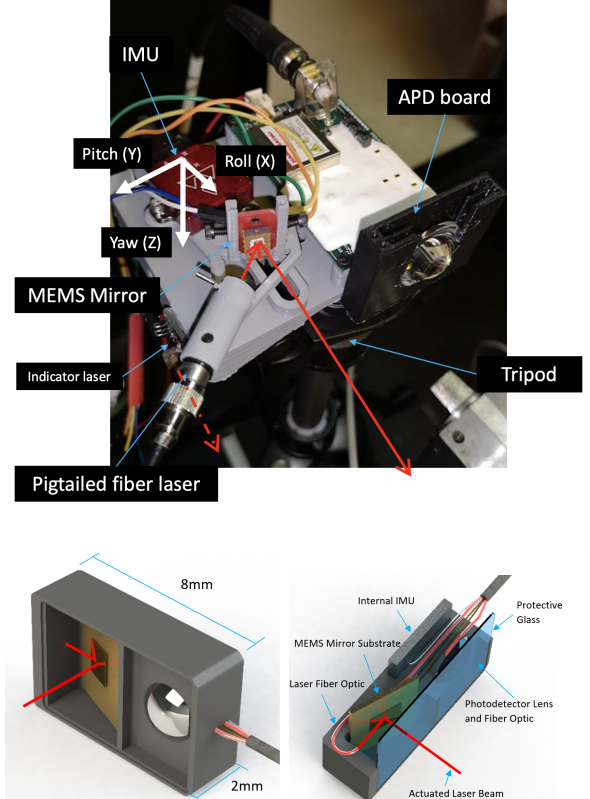 IMU
APD board
Pitch (Y)
Roll (X)
Yaw (Z)
MEMS Mirror
Indicator laser
Tripod
Pigtailed fiber laser
8mm
2mm
Internal IMU
Protective
Glass
MEMS Mirror Substrate
Laser Fiber Optic
Photodetector Lens
and Fiber Optic
Actuated Laser Beam